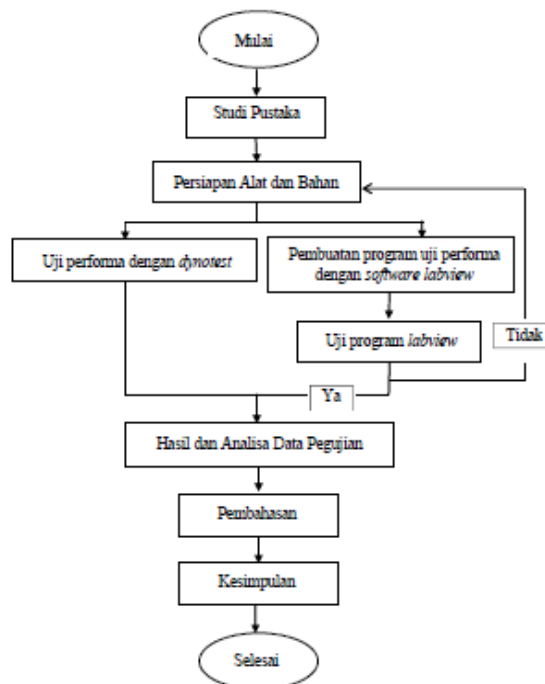 Mulai
Studi Pustaka
Persiapan Alat dan Bahan
Uji performa dengan dynotest
Pembuatan program uji performa
dengan software labview
Uji program labview
Tidak
Ya
Hasil dan Analisa Data Pegujian
Pembahasan
Kesimpulan
Selesai